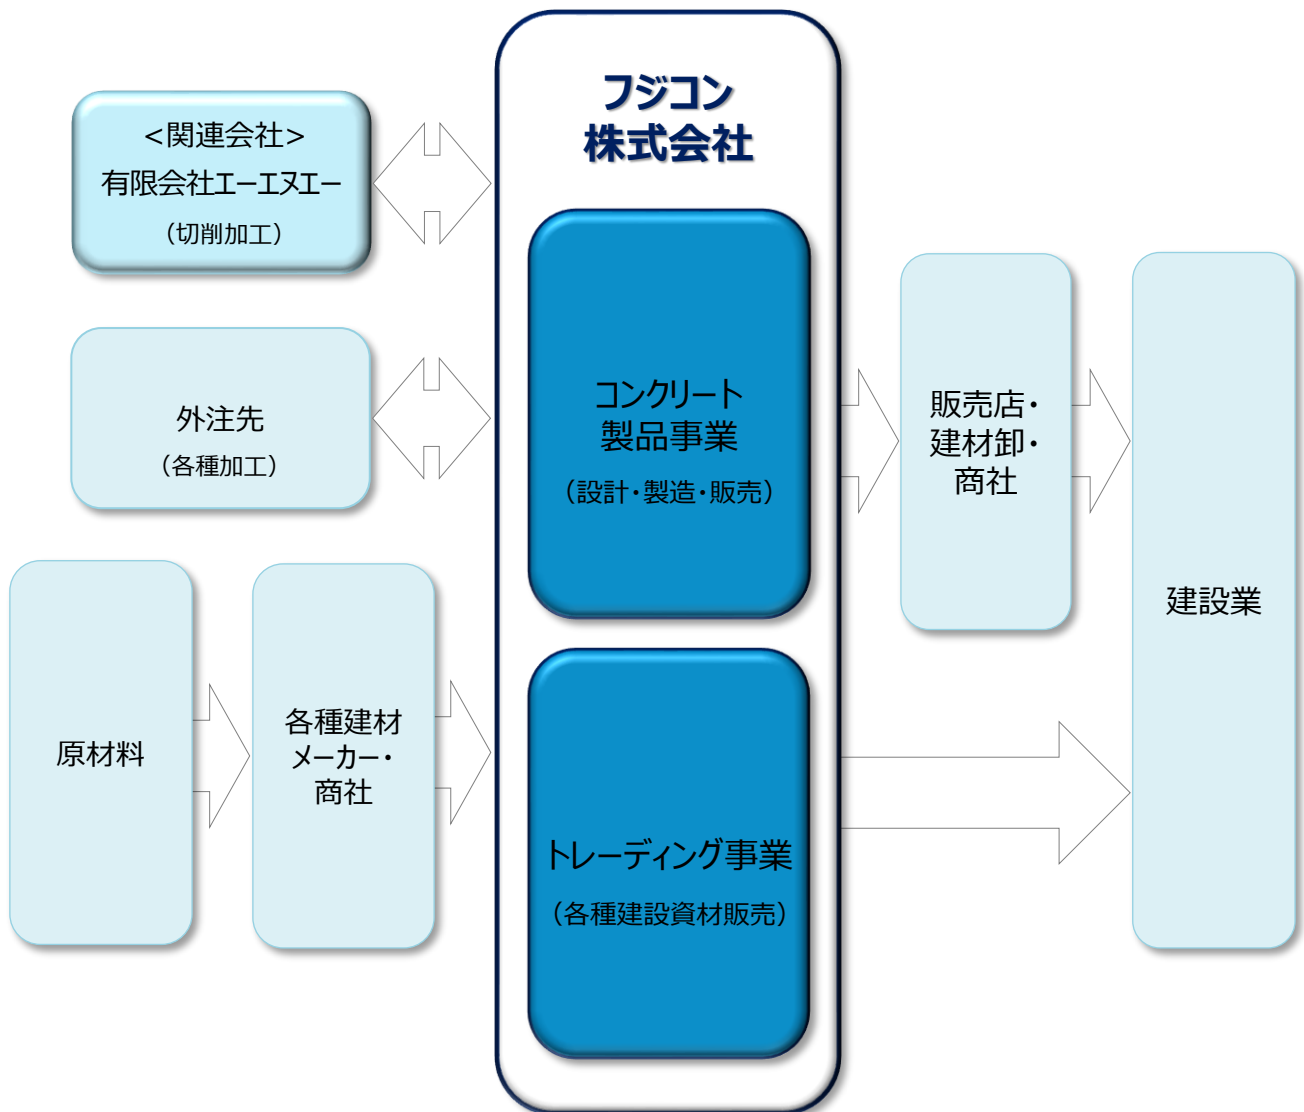 フジコン
株式会社
<関連会社>
有限会社エーエヌエー
（切削加工）
外注先
（各種加工）
コンクリート
製品事業
（設計・製造・販売）
販売店・
建材卸・
商社
建設業
原材料
各種建材
メーカー・
商社
トレーディング事業
（各種建設資材販売）